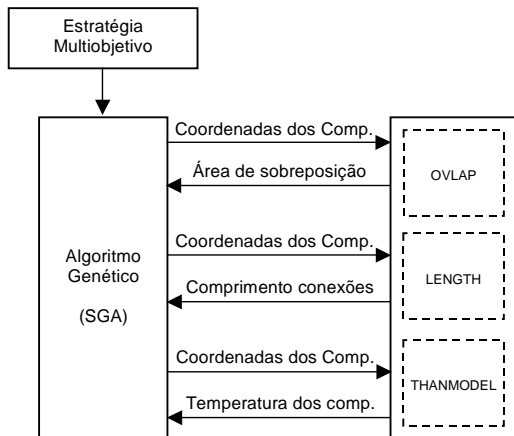 Estratégia
Multiobjetivo
Coordenadas dos Comp.
Área de sobreposição
OVLAP
Algoritmo
Genético
(SGA)
Coordenadas dos Comp.
Comprimento conexões
LENGTH
Coordenadas dos Comp.
Temperatura dos comp.
THANMODEL